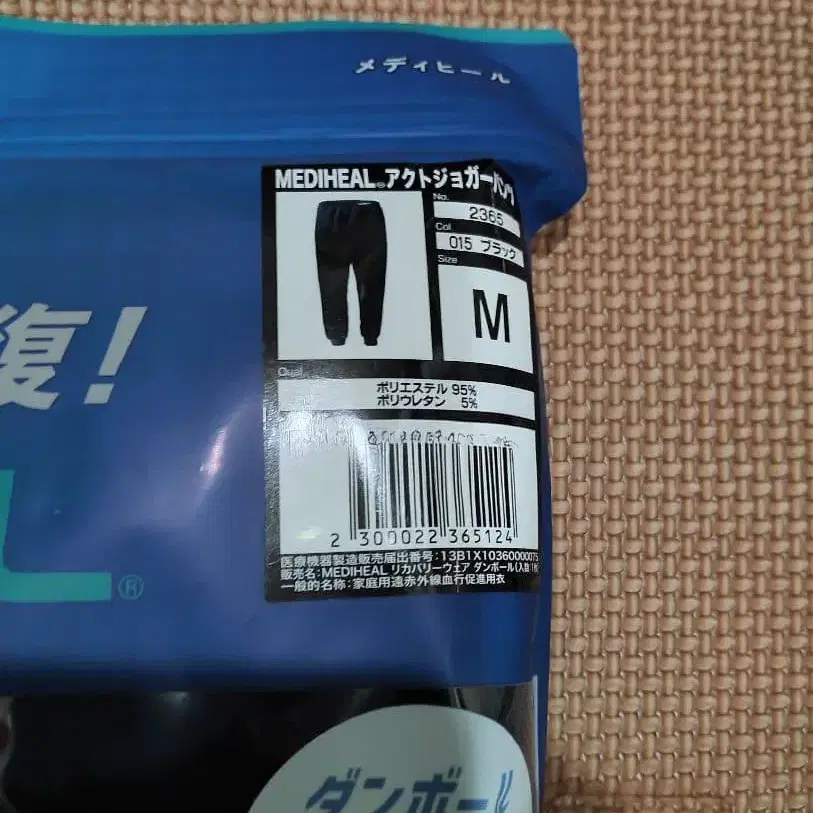 メディヒール
MEDIHEAL®アクトジョガーパンツ
No.
2365
Col.
015 ブラック
Size
M
復!
Qual
ポリエステル 95%
ポリウレタン 5%
2 300022 365124
医療機器製造販売届出番号:13B1X10360000075
販売名:MEDIHEAL リカバリーウェア ダンボール(入数1枚)
一般的名称:家庭用遠赤外線血行促進用衣
L®
ダンボール